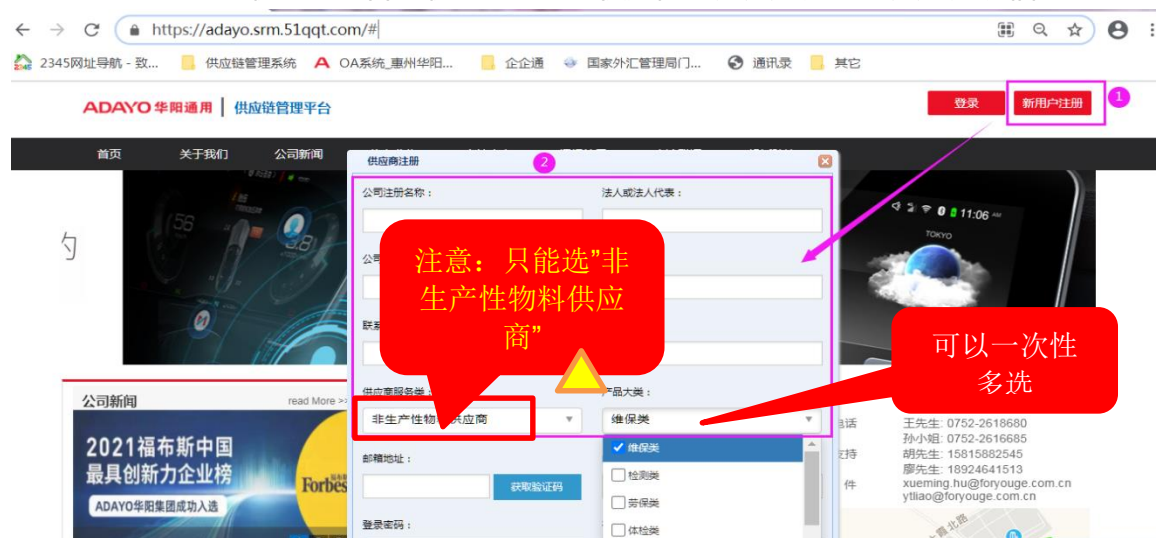 https://adayo.srm.51qqt.com/#
2345网址导航 - 致...
供应链管理系统
OA系统_惠州华阳...
企企通
国家外汇管理局门...
通讯录
其它
ADAYO 华阳通用 | 供应链管理平台
登录
新用户注册
1
首页
关于我们
公司新闻
供应商注册
2
公司注册名称：
法人或法人代表：
注意：只能选”非
生产性物料供应
商”
可以一次性
多选
供应商服务类：
产品大类：
非生产性物料供应商
维保类
维保类
检测类
劳保类
体检类
邮箱地址：
获取验证码
登录密码：
公司新闻
read More >>
2021福布斯中国
最具创新力企业榜
ADAYO华阳集团成功入选
Forbes
11:06 AM
TOKYO
56
3.8
王先生: 0752-2618680
孙小姐: 0752-2616685
胡先生: 15815882545
廖先生: 18924641513
xueming.hu@foryouge.com.cn
ytliao@foryouge.com.cn